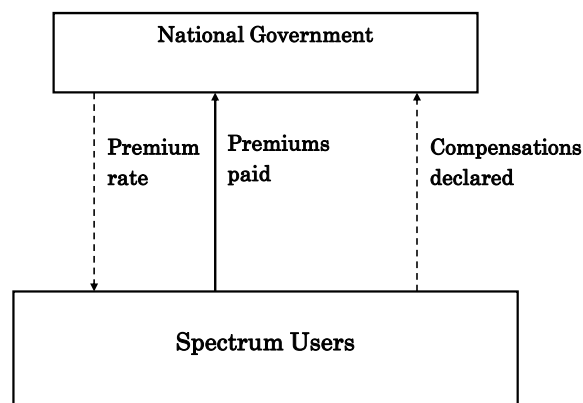 National Government
Premium
rate
Premiums
paid
Compensations
declared
Spectrum Users